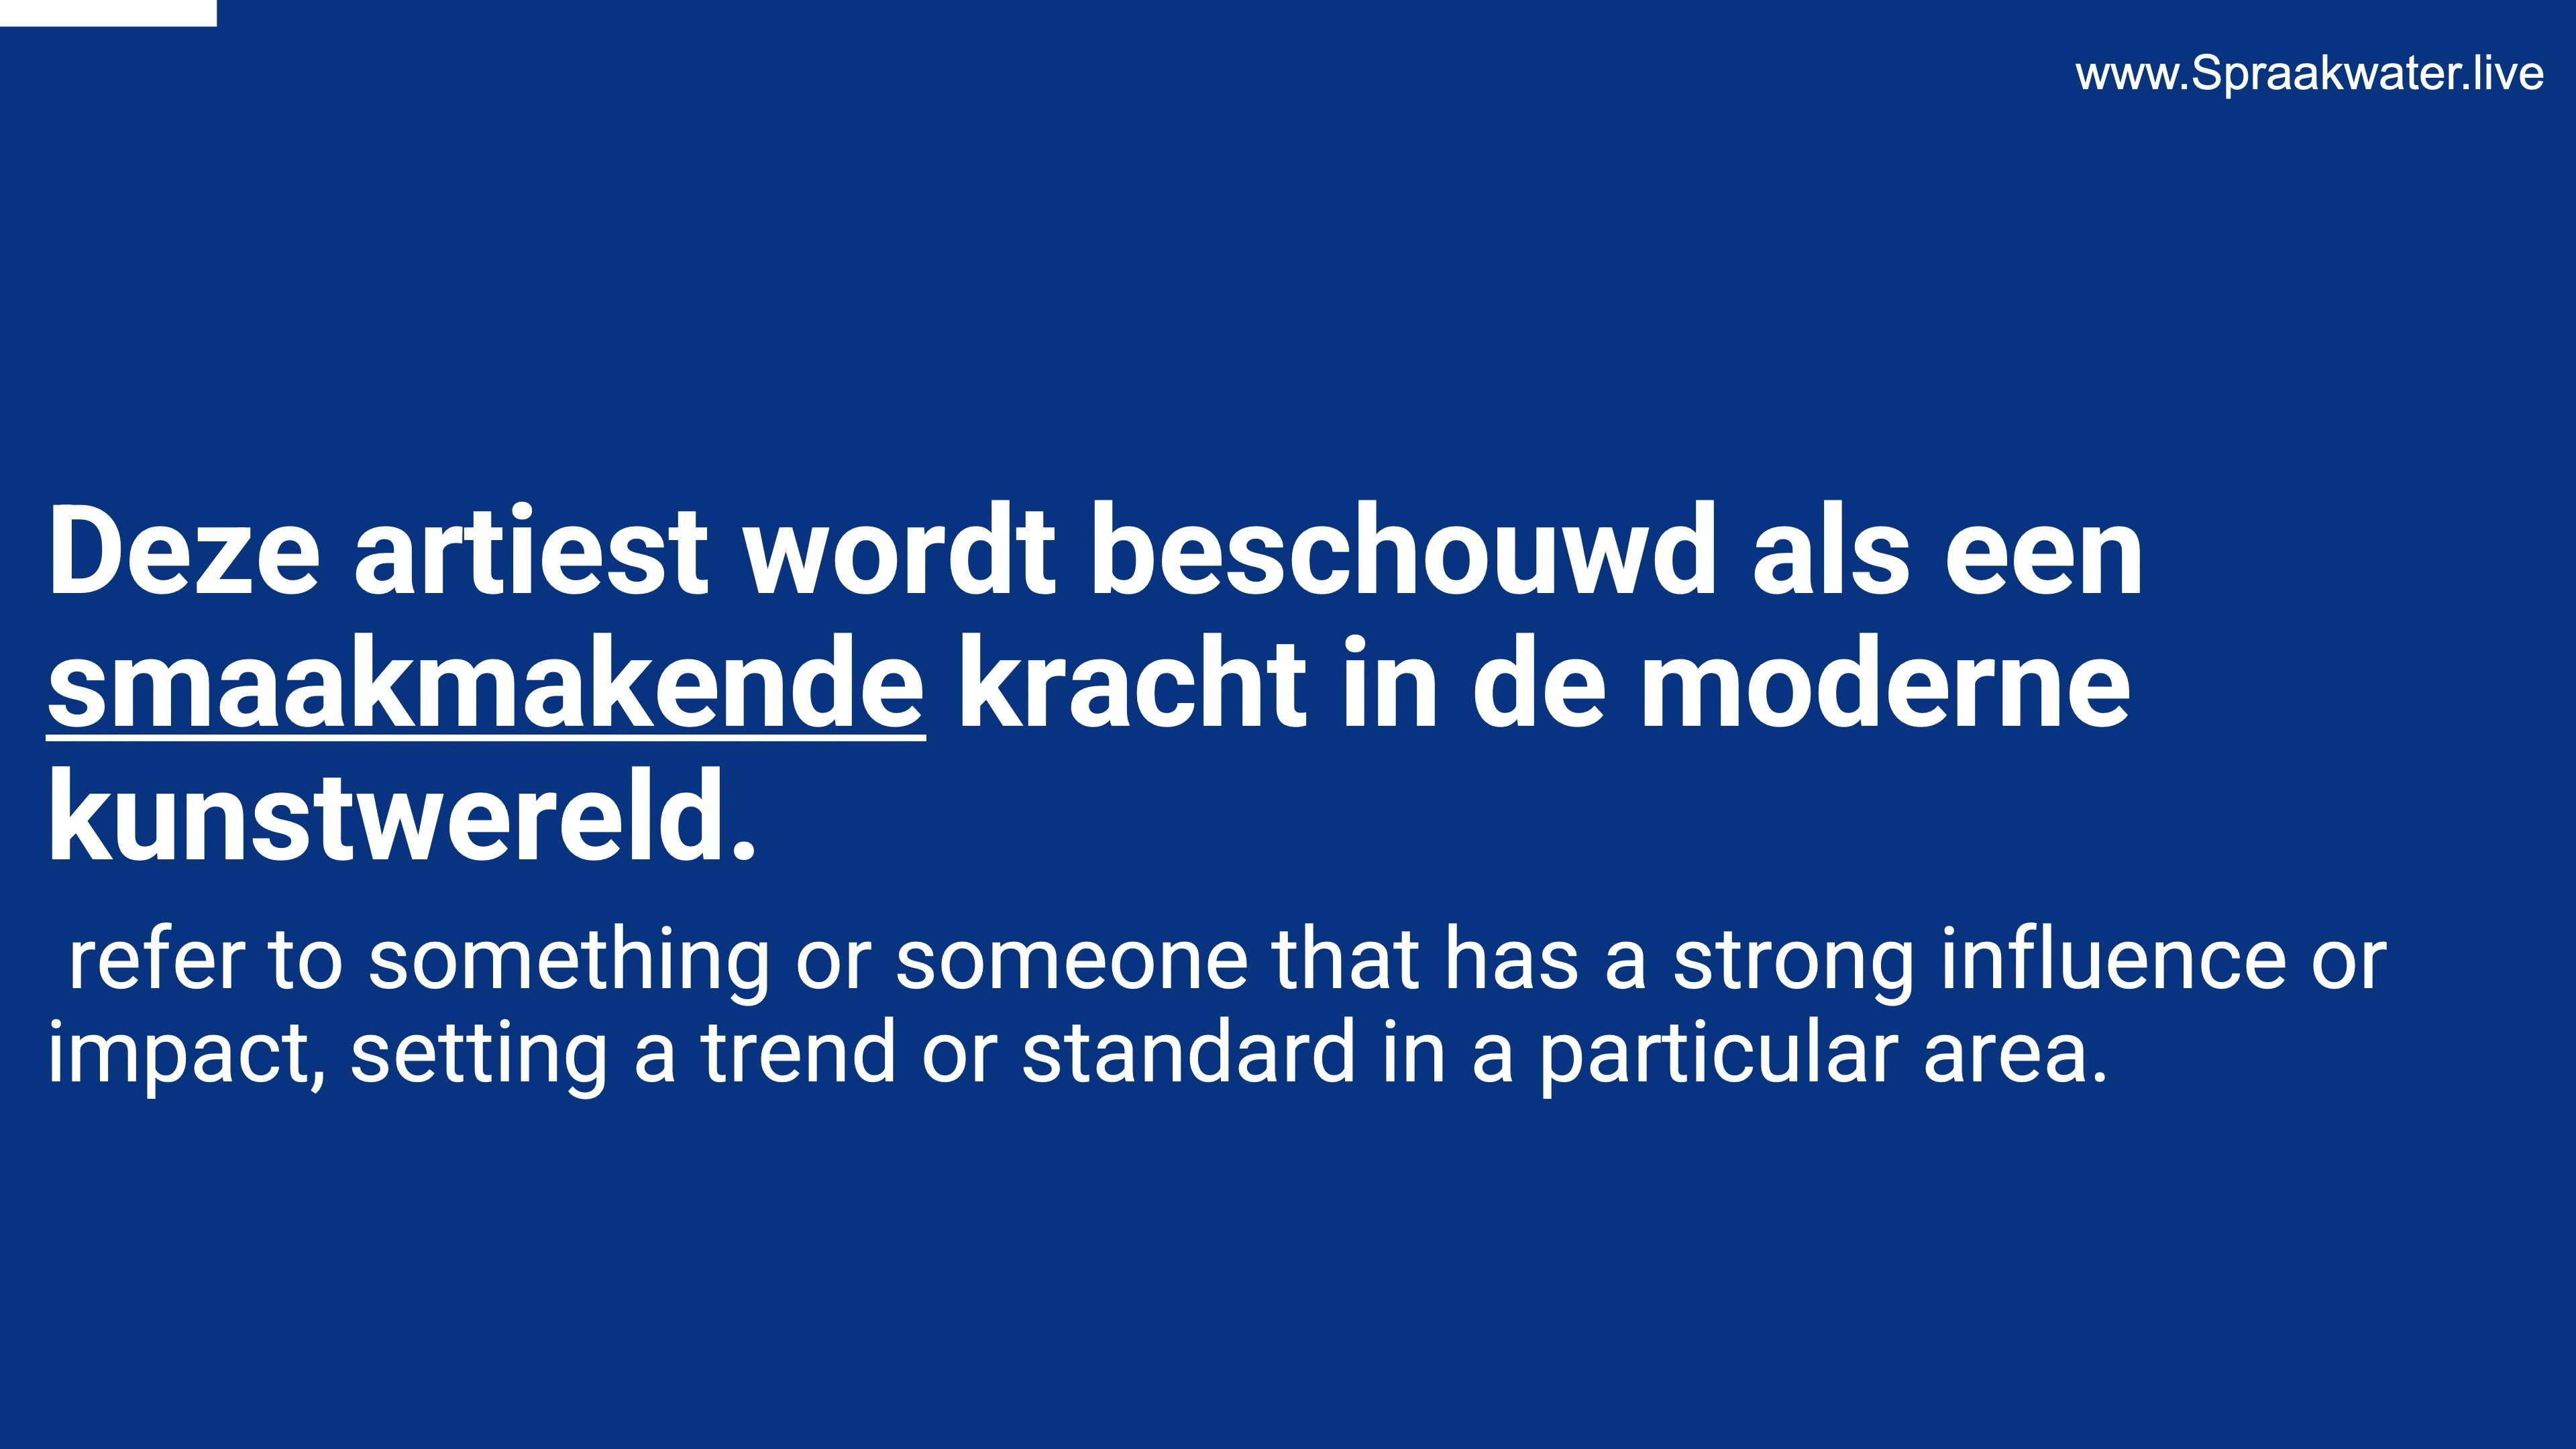 www.Spraakwater.live
Deze artiest wordt beschouwd als een
smaakmakende kracht in de moderne
kunstwereld.
refer to something or someone that has a strong influence or
impact, setting a trend or standard in a particular area.